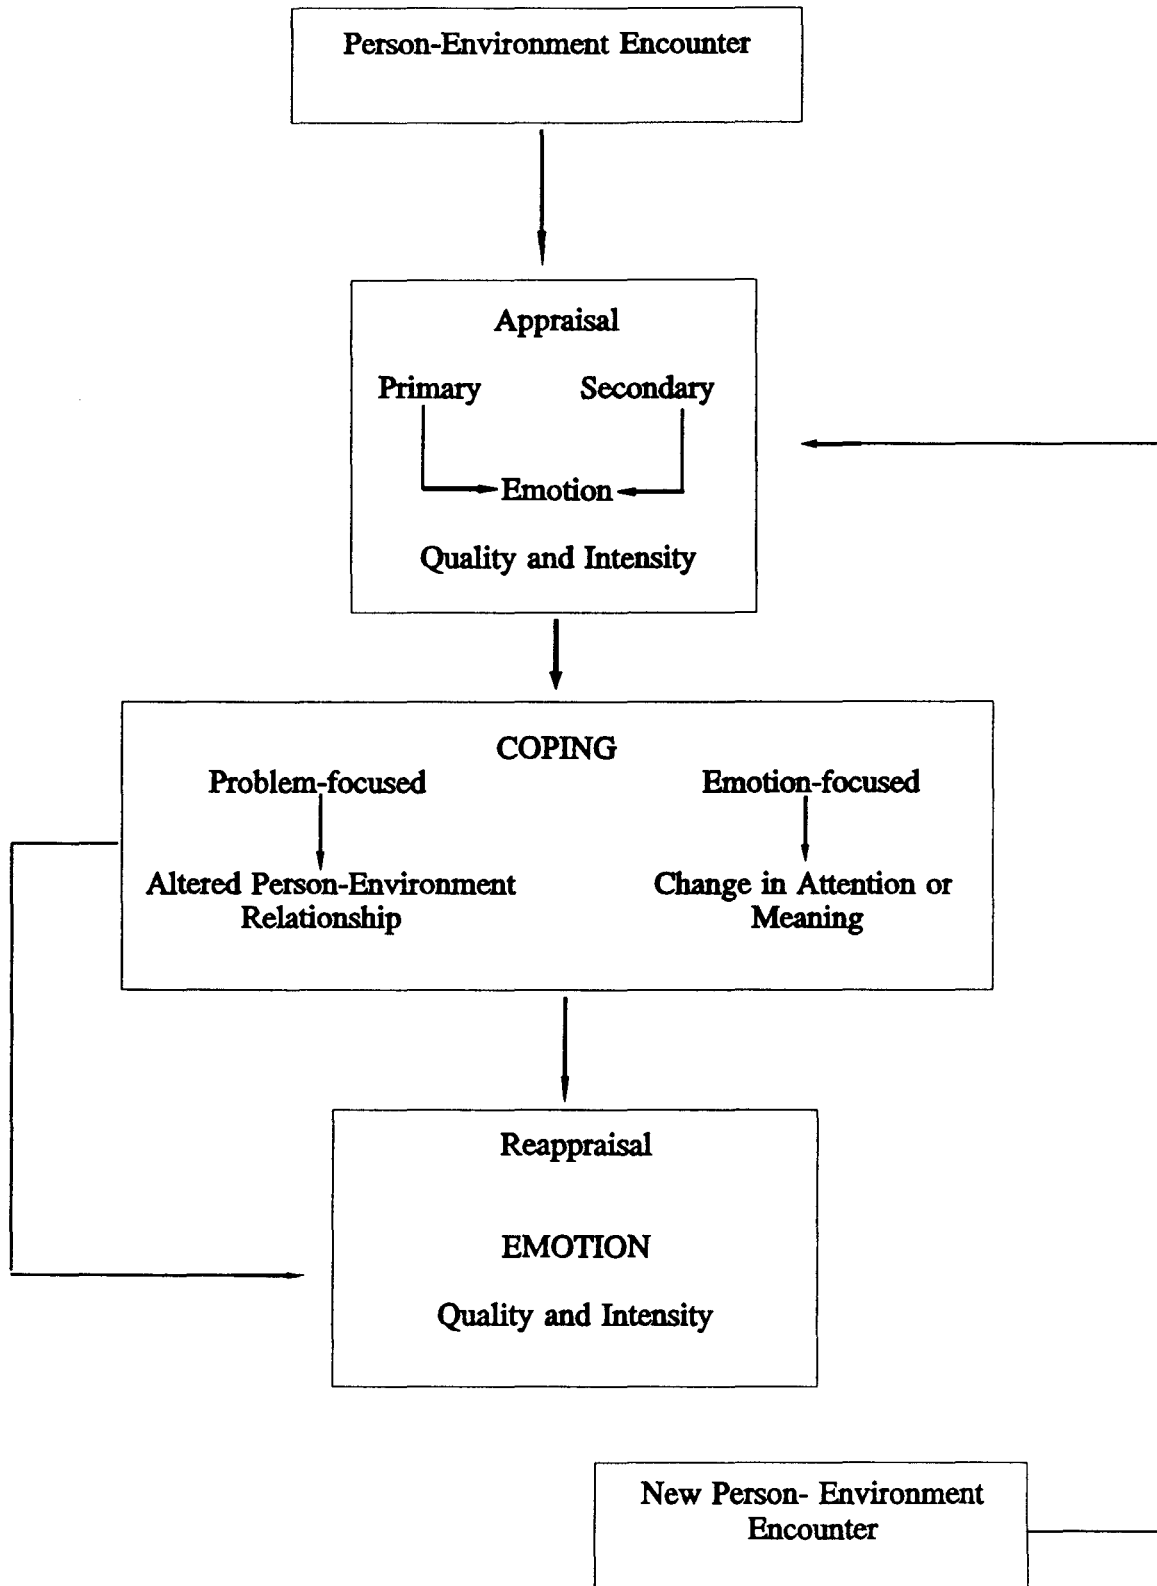 Person-Environment Encounter
Appraisal
Primary Secondary
Emotion
Quality and Intensity
COPING
Problem-focused Emotion-focused
Altered Person-Environment Change in Attention or
Relationship Meaning
Reappraisal
EMOTION
Quality and Intensity
New Person- Environment
Encounter